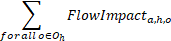 ∑ FlowImpact_{a,h,o}
for all o∈O_h